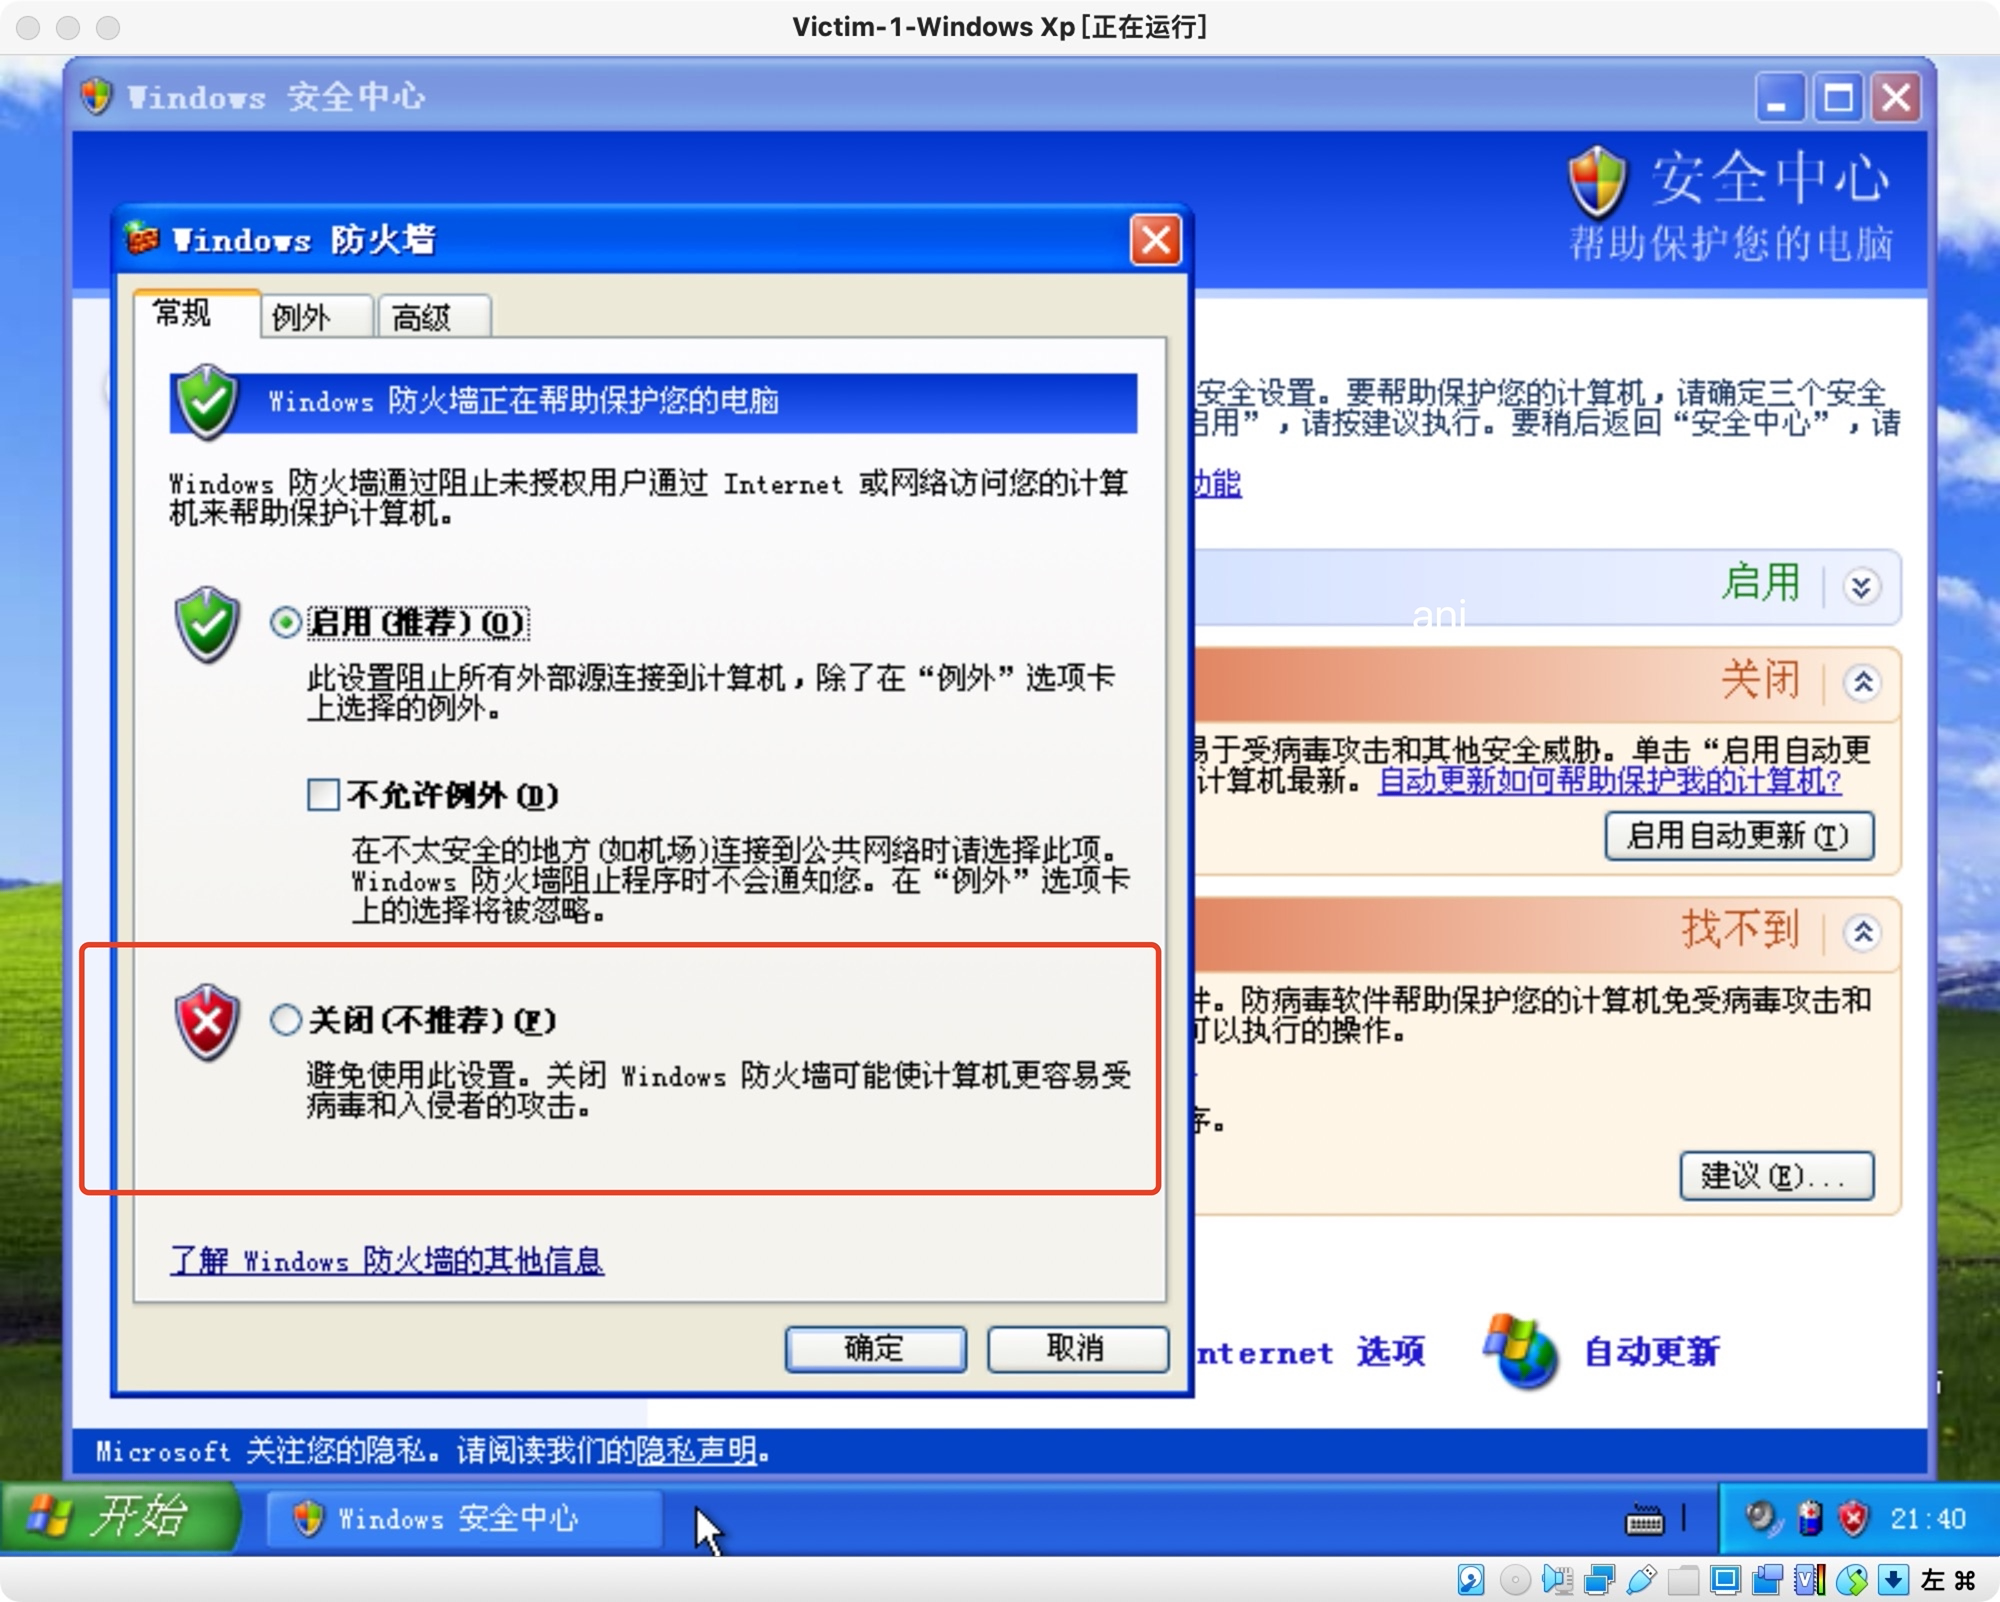 Victim-1-Windows Xp [正在运行]
Windows 安全中心
安全中心
帮助保护您的电脑
Windows 防火墙
常规
例外
高级
Windows 防火墙正在帮助保护您的电脑
Windows 防火墙通过阻止未授权用户通过 Internet 或网络访问您的计算
机来帮助保护计算机。
启用(推荐)(O)
此设置阻止所有外部源连接到计算机，除了在“例外”选项卡
上选择的例外。
不允许例外(D)
在不太安全的地方(如机场)连接到公共网络时请选择此项。
Windows 防火墙阻止程序时不会通知您。在“例外”选项卡
上的选择将被忽略。
关闭(不推荐)(F)
避免使用此设置。关闭 Windows 防火墙可能使计算机更容易受
病毒和入侵者的攻击。
了解 Windows 防火墙的其他信息
确定
取消
安全设置。要帮助保护您的计算机，请确定三个安全
启用”，请按建议执行。要稍后返回“安全中心”，请
功能
启用
ani
关闭
易于受病毒攻击和其他安全威胁。单击“启用自动更
计算机最新。 自动更新如何帮助保护我的计算机?
启用自动更新(T)
找不到
件。防病毒软件帮助保护您的计算机免受病毒攻击和
可以执行的操作。
序。
建议(E)...
nternet 选项
自动更新
Microsoft 关注您的隐私。请阅读我们的隐私声明。
开始
Windows 安全中心
21:40
左 ⌘